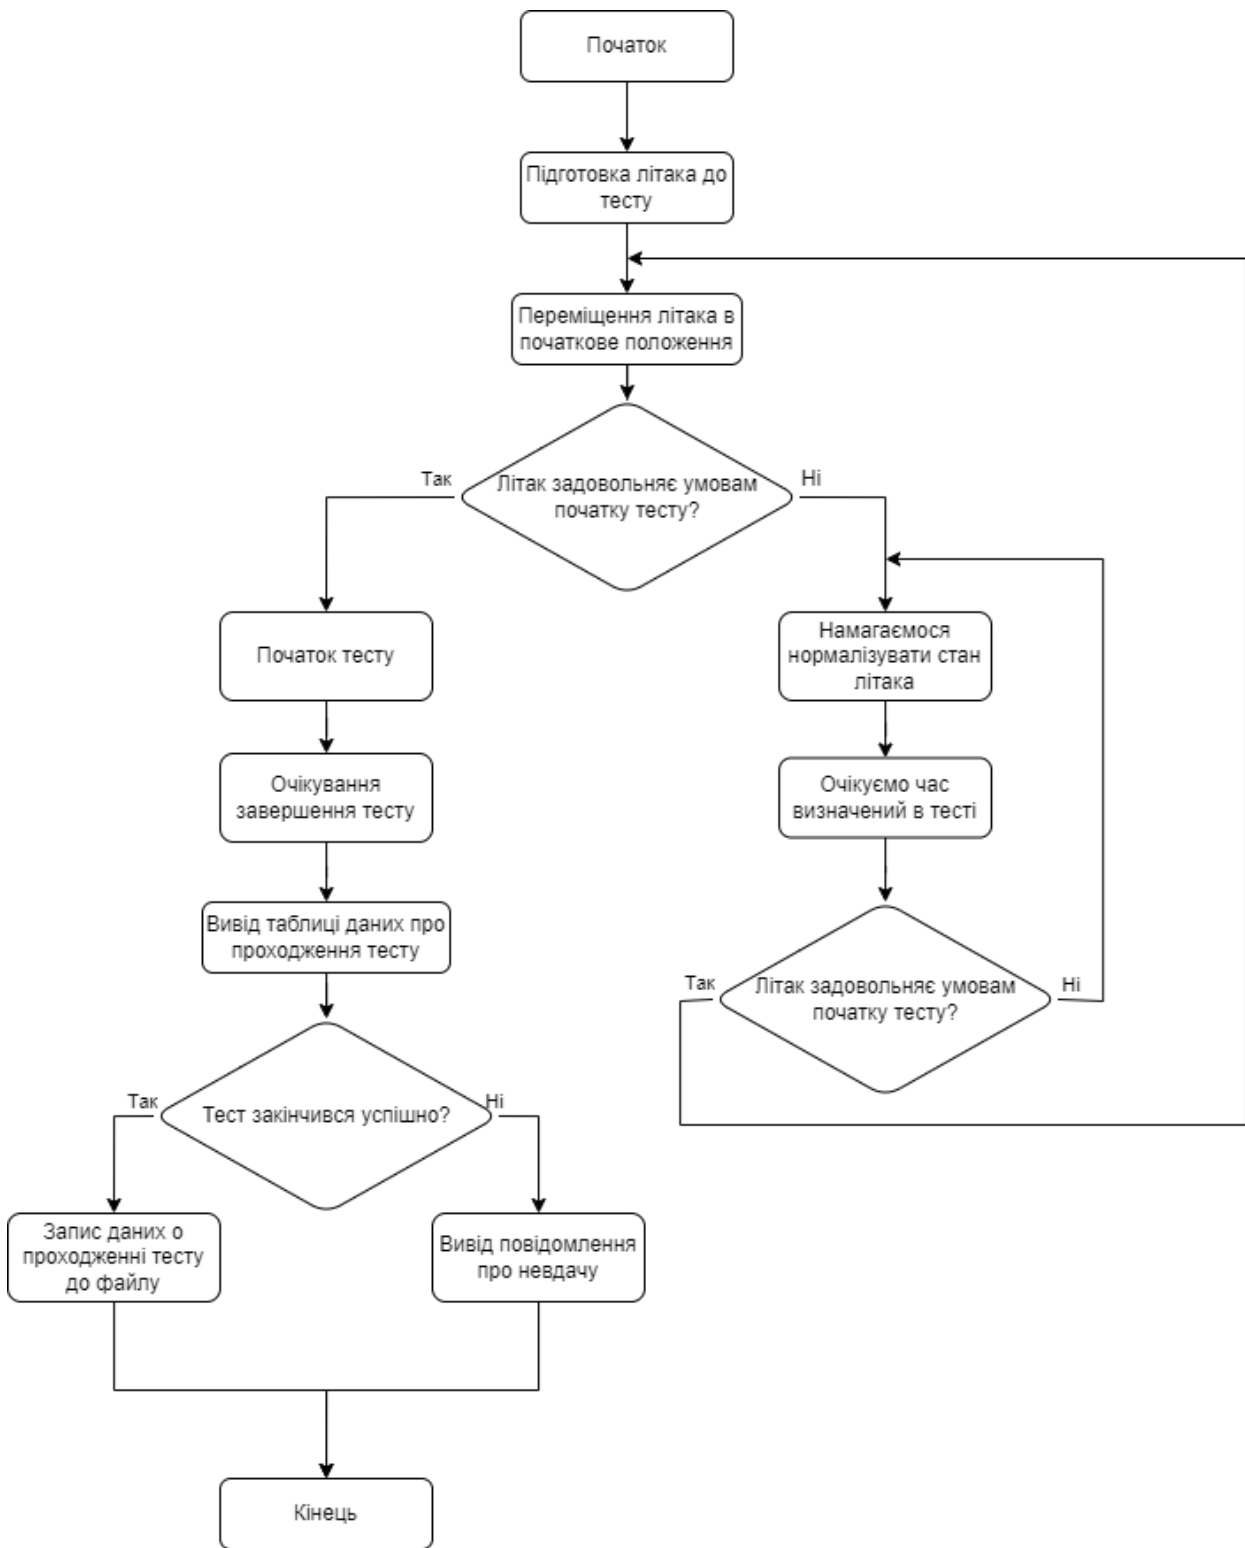 Початок
Підготовка літака до
тесту
Переміщення літака в
початкове положення
Так
Літак задовольняє умовам
початку тесту?
Ні
Початок тесту
Намагаємося
нормалізувати стан
літака
Очікування
завершення тесту
Очікуємо час
визначений в тесті
Вивід таблиці даних про
проходження тесту
Так
Літак задовольняє умовам
початку тесту?
Ні
Так
Тест закінчився успішно?
Ні
Запис даних о
проходженні тесту
до файлу
Вивід повідомлення
про невдачу
Кінець